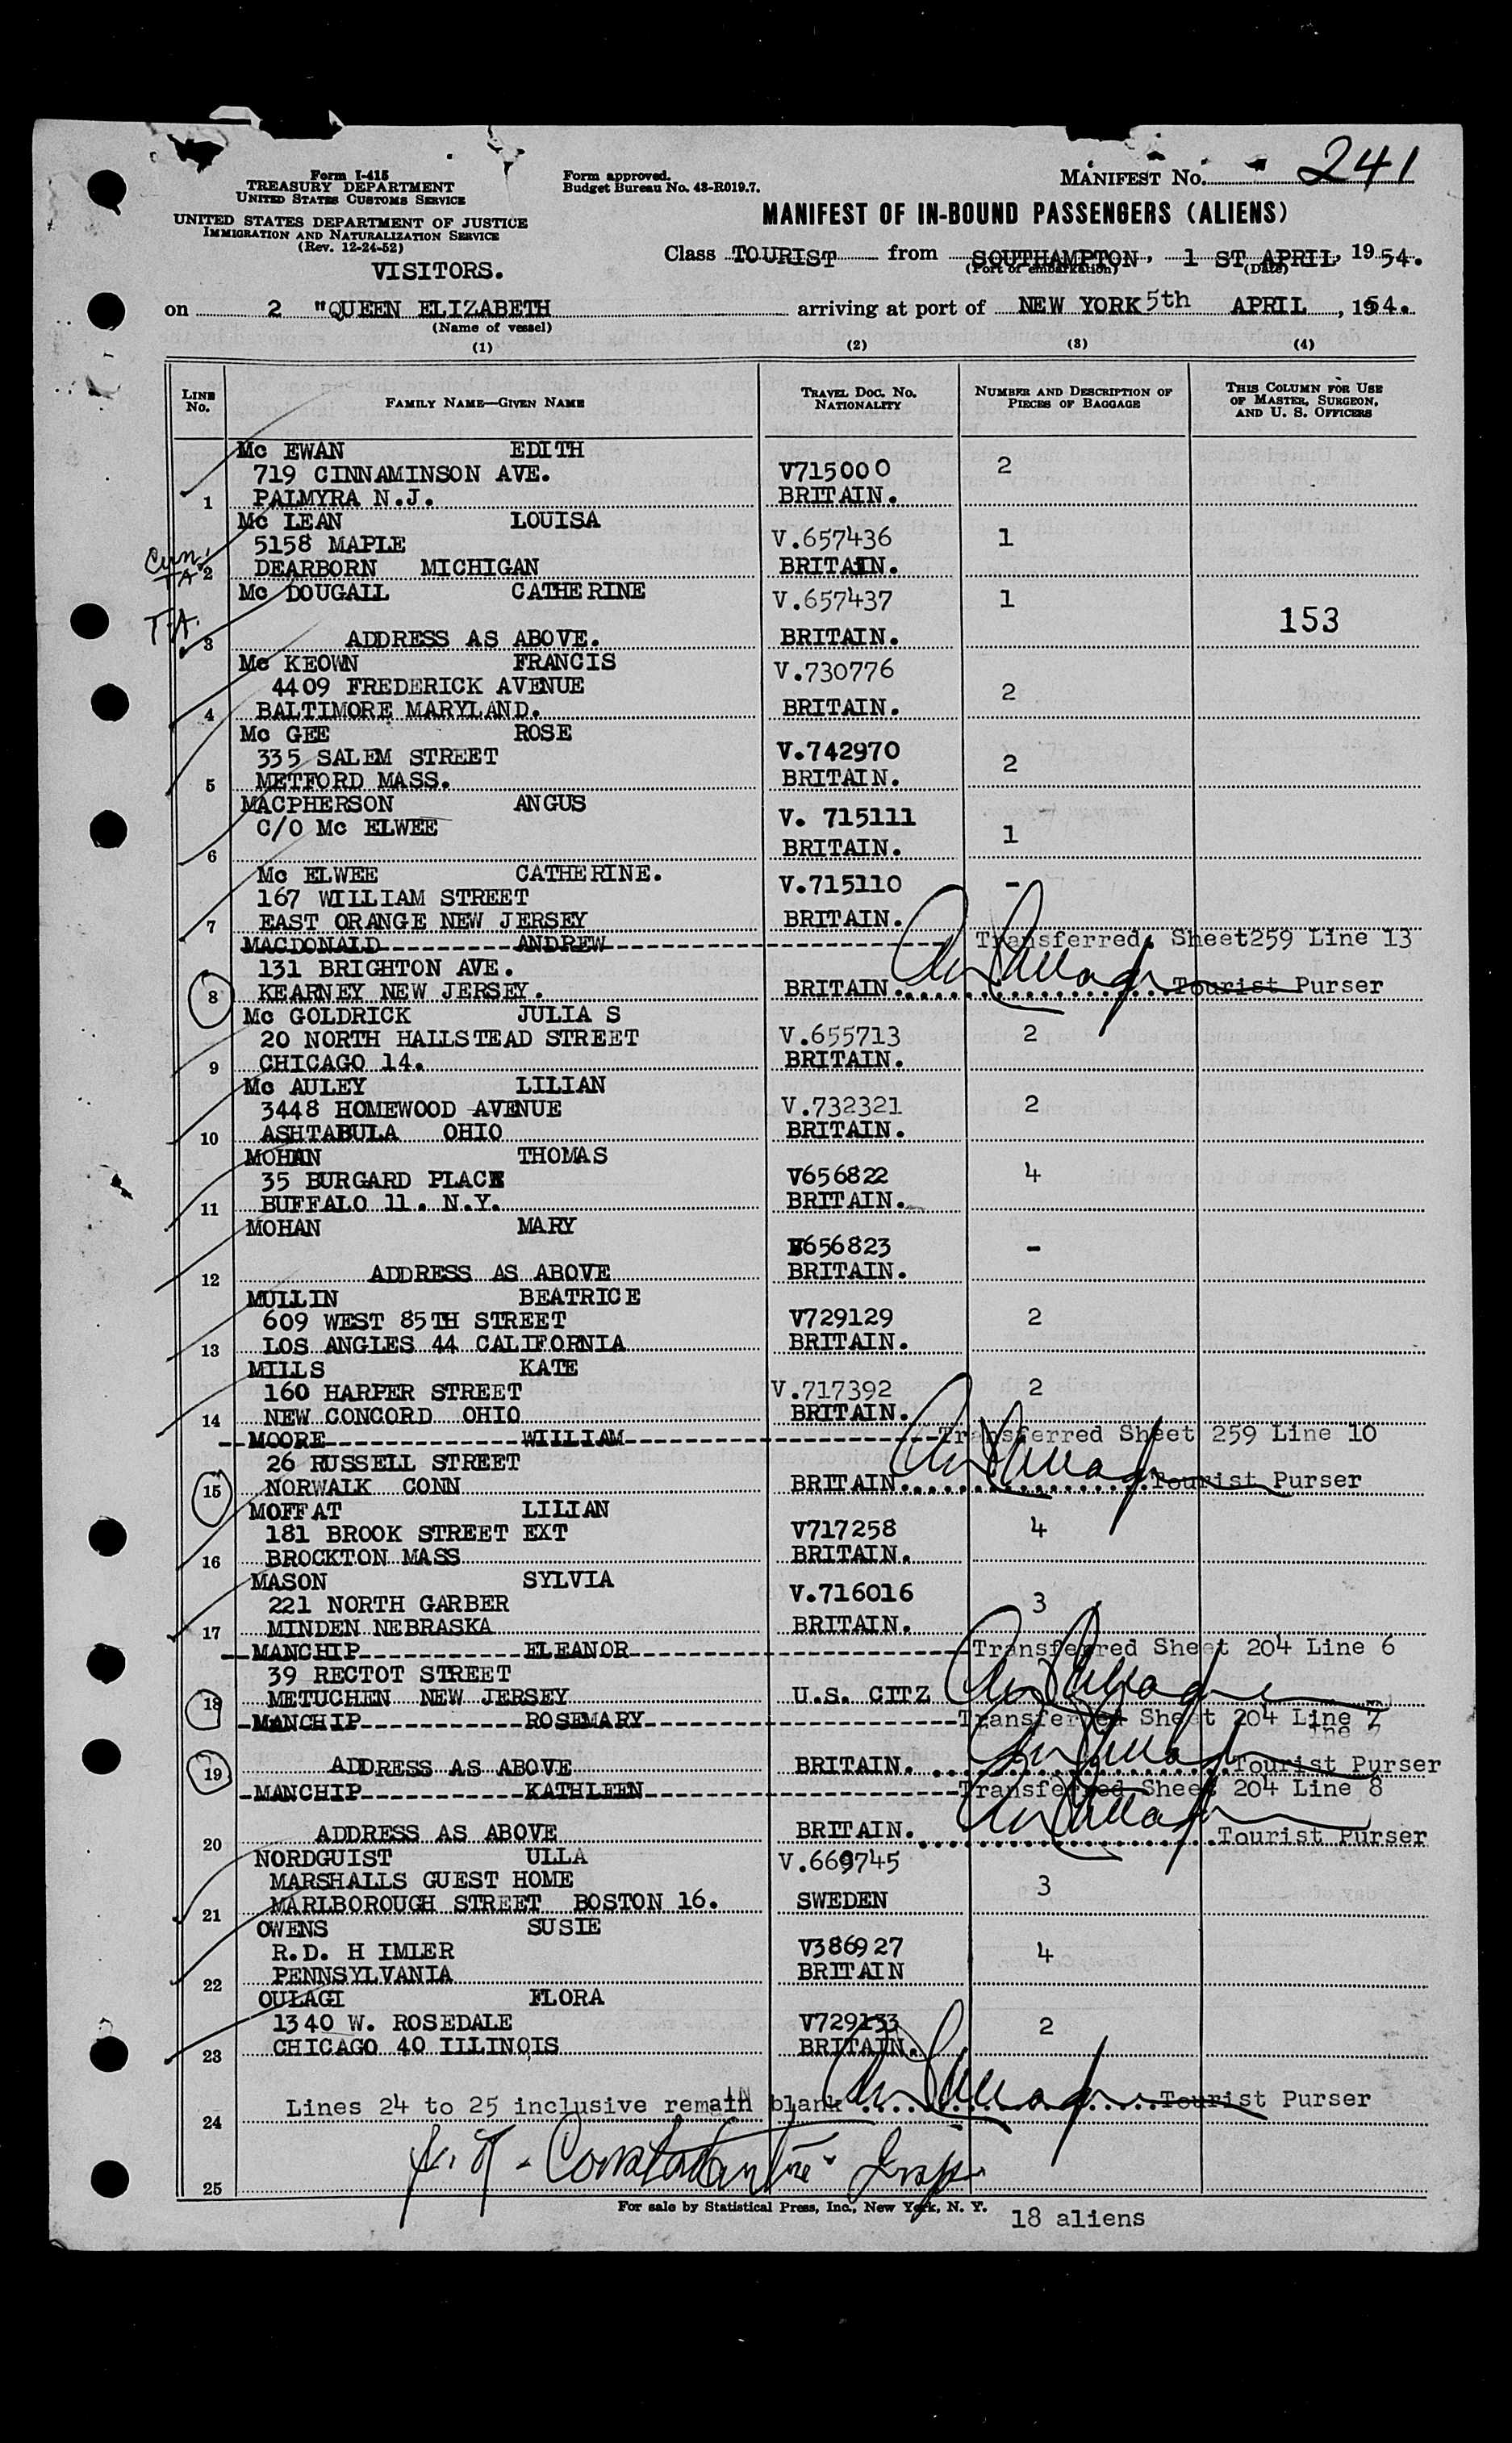 Form I-415
TREASURY DEPARTMENT
UNITED STATES CUSTOMS SERVICE
UNITED STATES DEPARTMENT OF JUSTICE
IMMIGRATION AND NATURALIZATION SERVICE
(Rev. 12-24-52)
VISITORS.
Form approved.
Budget Bureau No. 43-R019.7.
MANIFEST NO. 241
MANIFEST OF IN-BOUND PASSENGERS (ALIENS)
Class TOURIST from SOUTHAMPTON, 1 ST APRIL, 1954.
(Port of embarkation) (Date)
on 2 "QUEEN ELIZABETH arriving at port of NEW YORK 5th APRIL, 1954.
(Name of vessel)
(1) (2) (3) (4)
LINE NO. FAMILY NAME—GIVEN NAME TRAVEL DOC. NO. NATIONALITY NUMBER AND DESCRIPTION OF PIECES OF BAGGAGE THIS COLUMN FOR USE OF MASTER, SURGEON, AND U. S. OFFICERS
Mc EWAN EDITH
719 CINNAMINSON AVE. V715000 2
1 PALMYRA N.J. BRITAIN.
Mc LEAN LOUISA
5158 MAPLE V.657436 1
2 DEARBORN MICHIGAN BRITAIN.
Mc DOUGALL CATHERINE V.657437 1
T.A. 153
3 ADDRESS AS ABOVE. BRITAIN.
Mc KEOWN FRANCIS V.730776
4409 FREDERICK AVENUE 2
4 BALTIMORE MARYLAND. BRITAIN.
Mc GEE ROSE
335 SALEM STREET V.742970 2
5 METFORD MASS. BRITAIN.
MACPHERSON ANGUS
C/O Mc ELWEE V. 715111 1
6 BRITAIN.
Mc ELWEE CATHERINE. V.715110 -
167 WILLIAM STREET
7 EAST ORANGE NEW JERSEY BRITAIN.
MACDONALD ANDREW Transferred. Sheet259 Line 13
131 BRIGHTON AVE.
8 KEARNEY NEW JERSEY. BRITAIN Tourist Purser
Mc GOLDRICK JULIA S
20 NORTH HALLSTEAD STREET V.655713 2
9 CHICAGO 14. BRITAIN.
Mc AULEY LILIAN
3448 HOMEWOOD AVENUE V.732321 2
10 ASHTABULA OHIO BRITAIN.
MOHAN THOMAS
35 BURGARD PLACE V656822 4
11 BUFFALO 11. N.Y. BRITAIN.
MOHAN MARY
V656823 -
12 ADDRESS AS ABOVE BRITAIN.
MULLIN BEATRICE
609 WEST 85TH STREET V729129 2
13 LOS ANGLES 44 CALIFORNIA BRITAIN.
MILLS KATE
160 HARPER STREET V.717392 2
14 NEW CONCORD OHIO BRITAIN.
MOORE WILLIAM Transferred Sheet 259 Line 10
26 RUSSELL STREET
15 NORWALK CONN BRITAIN Tourist Purser
MOFFAT LILIAN
181 BROOK STREET EXT V717258 4
16 BROCKTON MASS BRITAIN.
MASON SYLVIA V.716016
221 NORTH GARBER 3
17 MINDEN NEBRASKA BRITAIN.
MANCHIP ELEANOR Transferred Sheet 204 Line 6
39 RECTOT STREET
18 METUCHEN NEW JERSEY U.S. CITZ
MANCHIP ROSEMARY Transferred Sheet 204 Line 7
19 ADDRESS AS ABOVE BRITAIN. Tourist Purser
MANCHIP KATHLEEN Transferred Sheet 204 Line 8
20 ADDRESS AS ABOVE BRITAIN. Tourist Purser
NORDGUIST ULLA V.669745
MARSHALLS GUEST HOME 3
21 MARLBOROUGH STREET BOSTON 16. SWEDEN
OWENS SUSIE
R.D. H IMLER V386927 4
22 PENNSYLVANIA BRITAIN
OULAGI FLORA
1340 W. ROSEDALE V729133 2
23 CHICAGO 40 ILLINOIS BRITAIN.
Lines 24 to 25 inclusive remain blank Tourist Purser
24
25
For sale by Statistical Press, Inc., New York, N. Y.
18 aliens